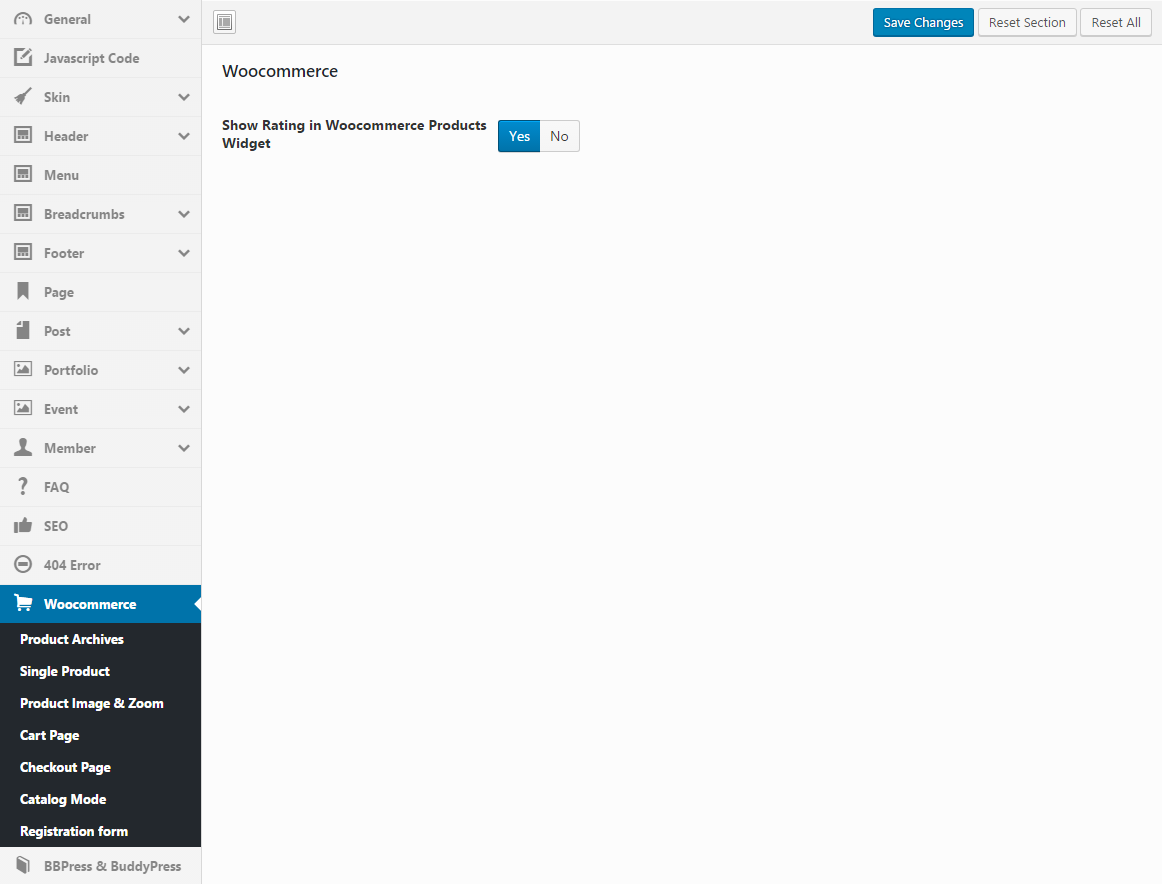 General
Javascript Code
Skin
Header
Menu
Breadcrumbs
Footer
Page
Post
Portfolio
Event
Member
FAQ
SEO
404 Error
Woocommerce
Product Archives
Single Product
Product Image & Zoom
Cart Page
Checkout Page
Catalog Mode
Registration form
BBPress & BuddyPress
Save Changes Reset Section Reset All
Woocommerce
Show Rating in Woocommerce Products
Widget
Yes No